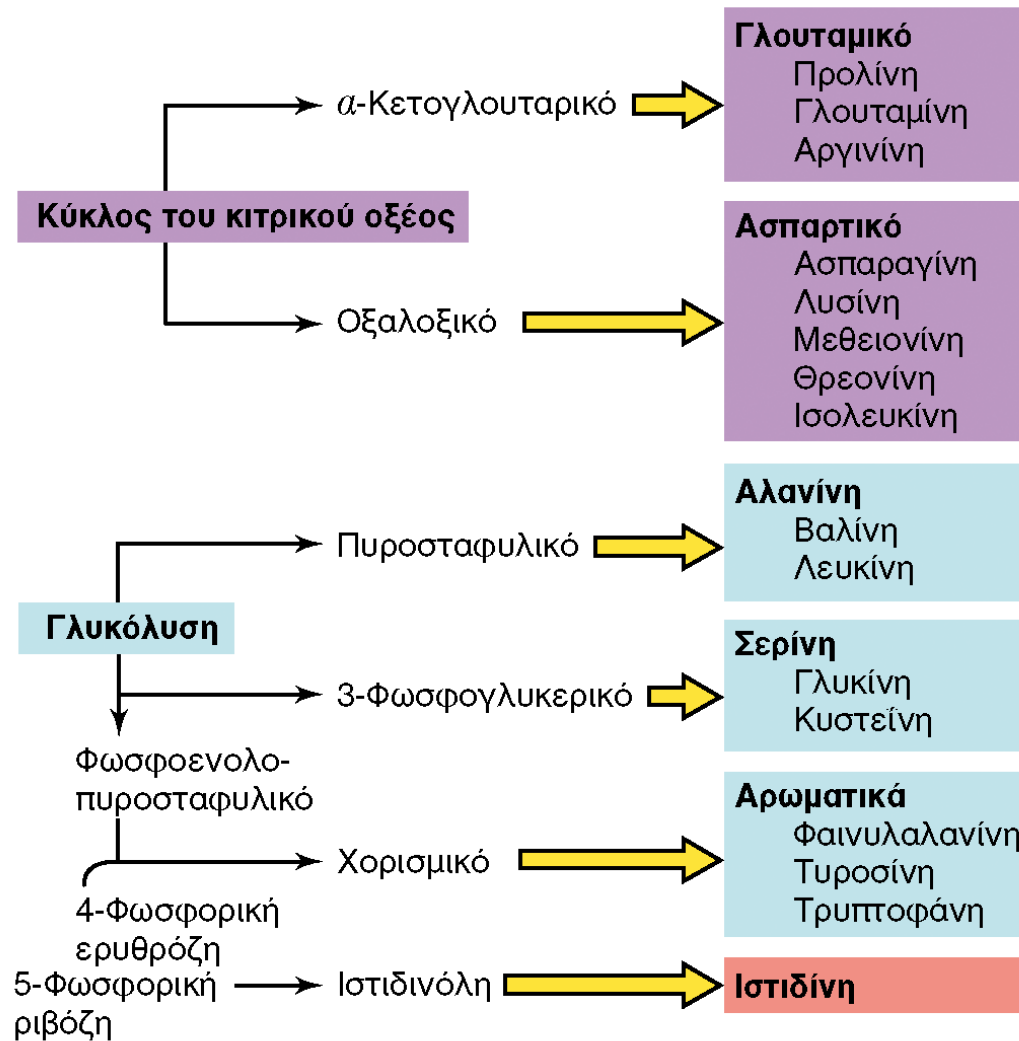 Γλουταμικό
Προλίνη
α-Κετογλουταρικό
Γλουταμίνη
Αργινίνη
Κύκλος του κιτρικού οξέος
Ασπαρτικό
Ασπαραγίνη
Λυσίνη
Οξαλοξικό
Μεθειονίνη
Θρεονίνη
Ισολευκίνη
Αλανίνη
Πυροσταφυλικό
Βαλίνη
Λευκίνη
Γλυκόλυση
Σερίνη
3-Φωσφογλυκερικό
Γλυκίνη
Κυστεΐνη
Φωσφοενολο-
πυροσταφυλικό
Αρωματικά
Φαινυλαλανίνη
Χορισμικό
Τυροσίνη
Τρυπτοφάνη
4-Φωσφορική
ερυθρόζη
5-Φωσφορική
ριβόζη
Ιστιδινόλη
Ιστιδίνη